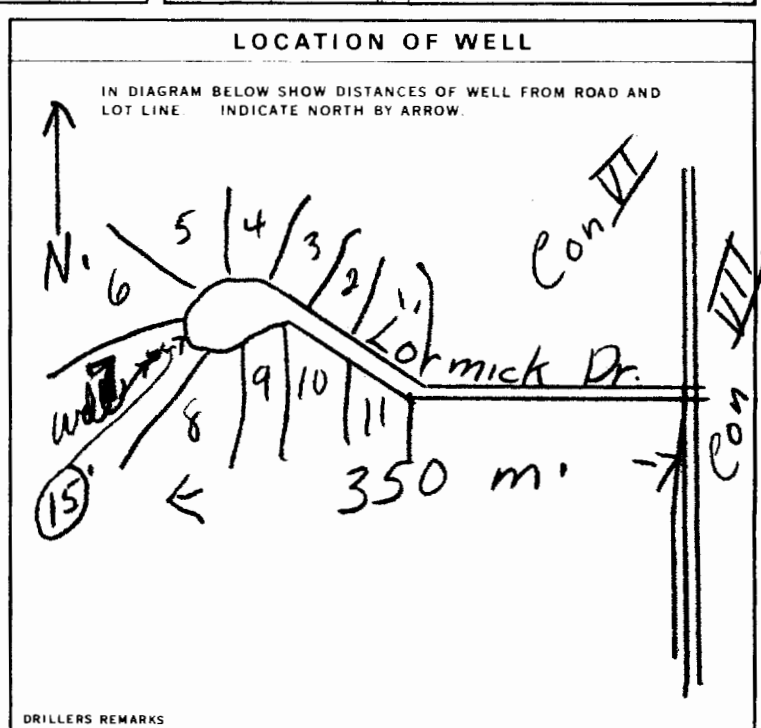 LOCATION OF WELL
IN DIAGRAM BELOW SHOW DISTANCES OF WELL FROM ROAD AND
LOT LINE. INDICATE NORTH BY ARROW.
N.
Con VI
Con VII
6
5
4
3
2
1
Lormick Dr.
7
well
8
9
10
11
15'
350 m.
DRILLERS REMARKS